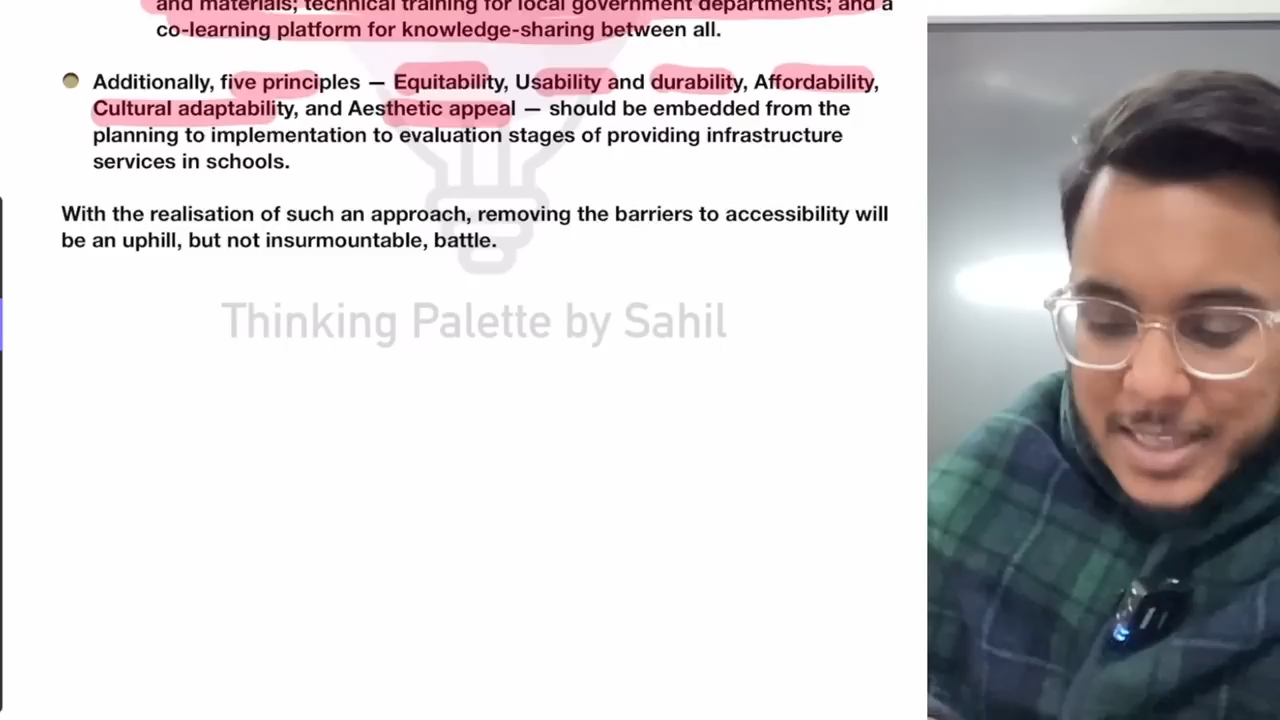 and materials; technical training for local government departments; and a
co-learning platform for knowledge-sharing between all.
Additionally, five principles — Equitability, Usability and durability, Affordability,
Cultural adaptability, and Aesthetic appeal — should be embedded from the
planning to implementation to evaluation stages of providing infrastructure
services in schools.
With the realisation of such an approach, removing the barriers to accessibility will
be an uphill, but not insurmountable, battle.
Thinking Palette by Sahil